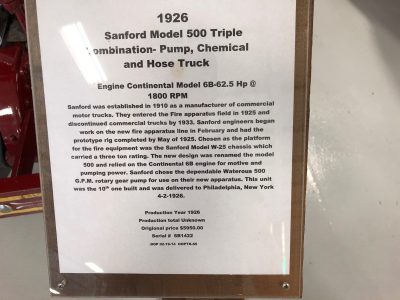 1926
Sanford Model 500 Triple
Combination- Pump, Chemical
and Hose Truck
Engine Continental Model 6B-62.5 Hp @
1800 RPM
Sanford was established in 1910 as a manufacturer of commercial
motor trucks. They entered the Fire apparatus field in 1925 and
discontinued commercial trucks by 1933. Sanford engineers began
work on the new fire apparatus line in February and had the
prototype rig completed by May of 1925. Chosen as the platform
for the fire equipment was the Sanford Model W-25 chassis which
carried a three ton rating. The new design was renamed the model
500 and relied on the Continental 6B engine for motive and
pumping power. Sanford chose the dependable Waterous 500
G.P.M. rotary gear pump for use on their new apparatus. This unit
was the 10th one built and was delivered to Philadelphia, New York
4-2-1926.
Production Year 1926
Production total Unknown
Origional price $5950.00
Serial # 6B1422